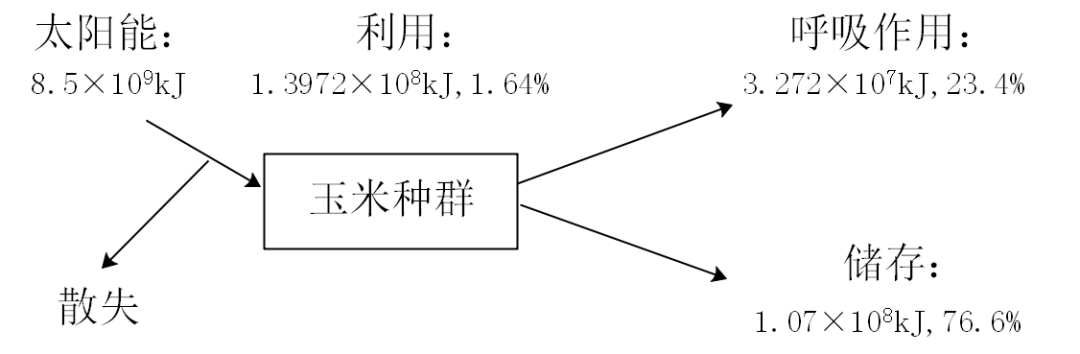 太阳能：
8.5×10⁹kJ
利用：
1.3972×10⁸kJ,1.64%
呼吸作用：
3.272×10⁷kJ,23.4%
玉米种群
散失
储存：
1.07×10⁸kJ,76.6%